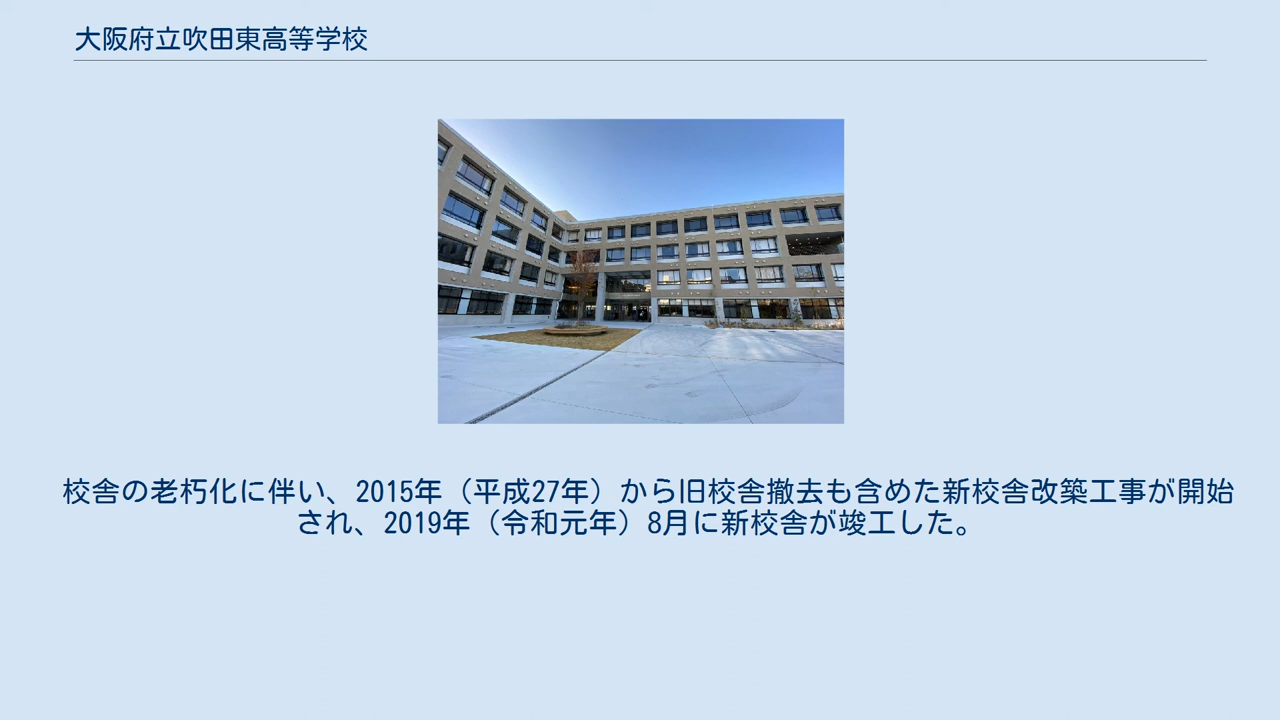 大阪府立吹田東高等学校
校舎の老朽化に伴い、2015年（平成27年）から旧校舎撤去も含めた新校舎改築工事が開始
され、2019年（令和元年）8月に新校舎が竣工した。